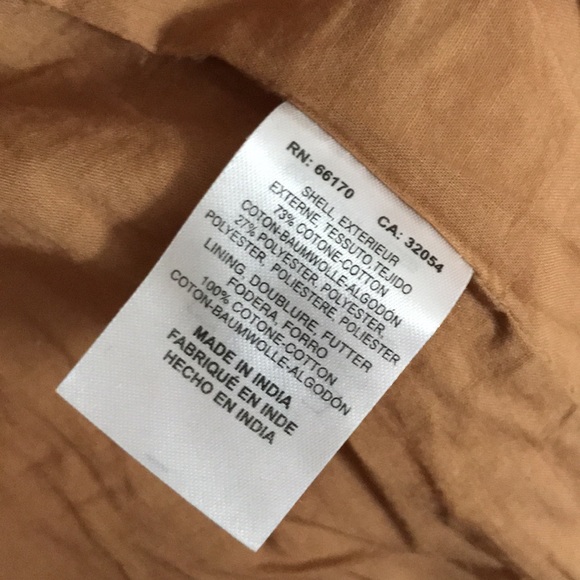 RN: 66170 CA: 32054
SHELL, EXTERIEUR
EXTERNE, TESSUTO, TEJIDO
73% COTONE-COTTON
COTON-BAUMWOLLE-ALGODÓN
27% POLYESTER, POLYESTER,
POLYESTER, POLIESTERE, POLIESTER
LINING, DOUBLURE, FUTTER
FODERA, FORRO
100% COTONE-COTTON
COTON-BAUMWOLLE-ALGODÓN
MADE IN INDIA
FABRIQUÉ EN INDE
HECHO EN INDIA